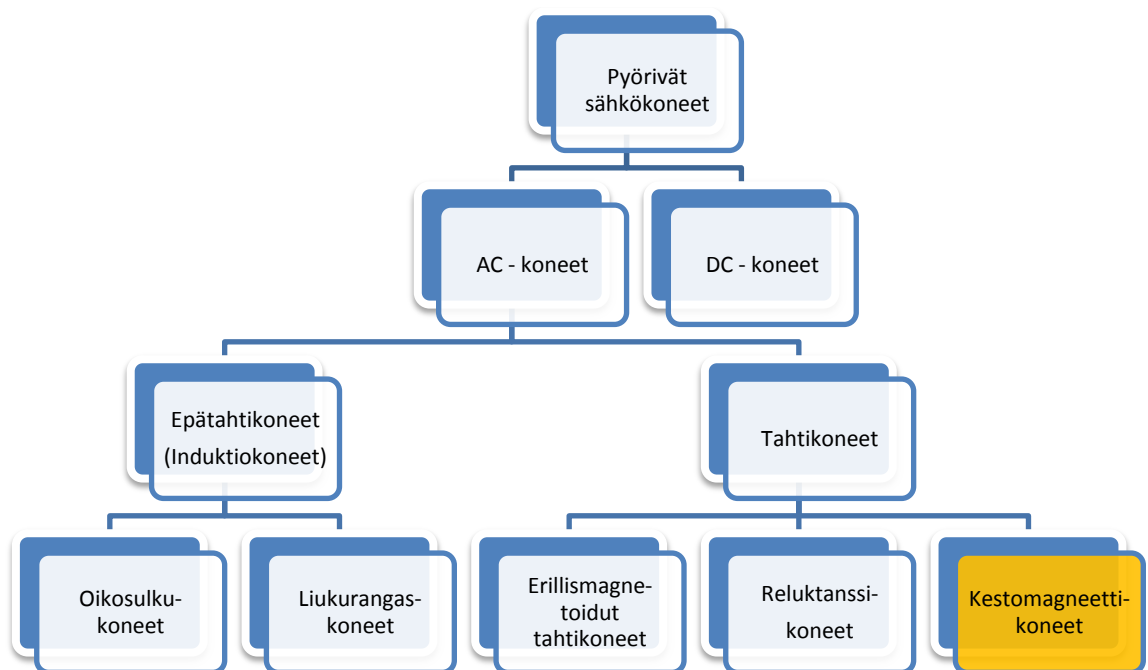 Pyörivät
sähkökoneet
AC - koneet
DC - koneet
Epätahtikoneet
(Induktiokoneet)
Tahtikoneet
Oikosulku-
koneet
Liukurangas-
koneet
Erillismagne-
toidut
tahtikoneet
Reluktanssi-
koneet
Kestomagneetti-
koneet